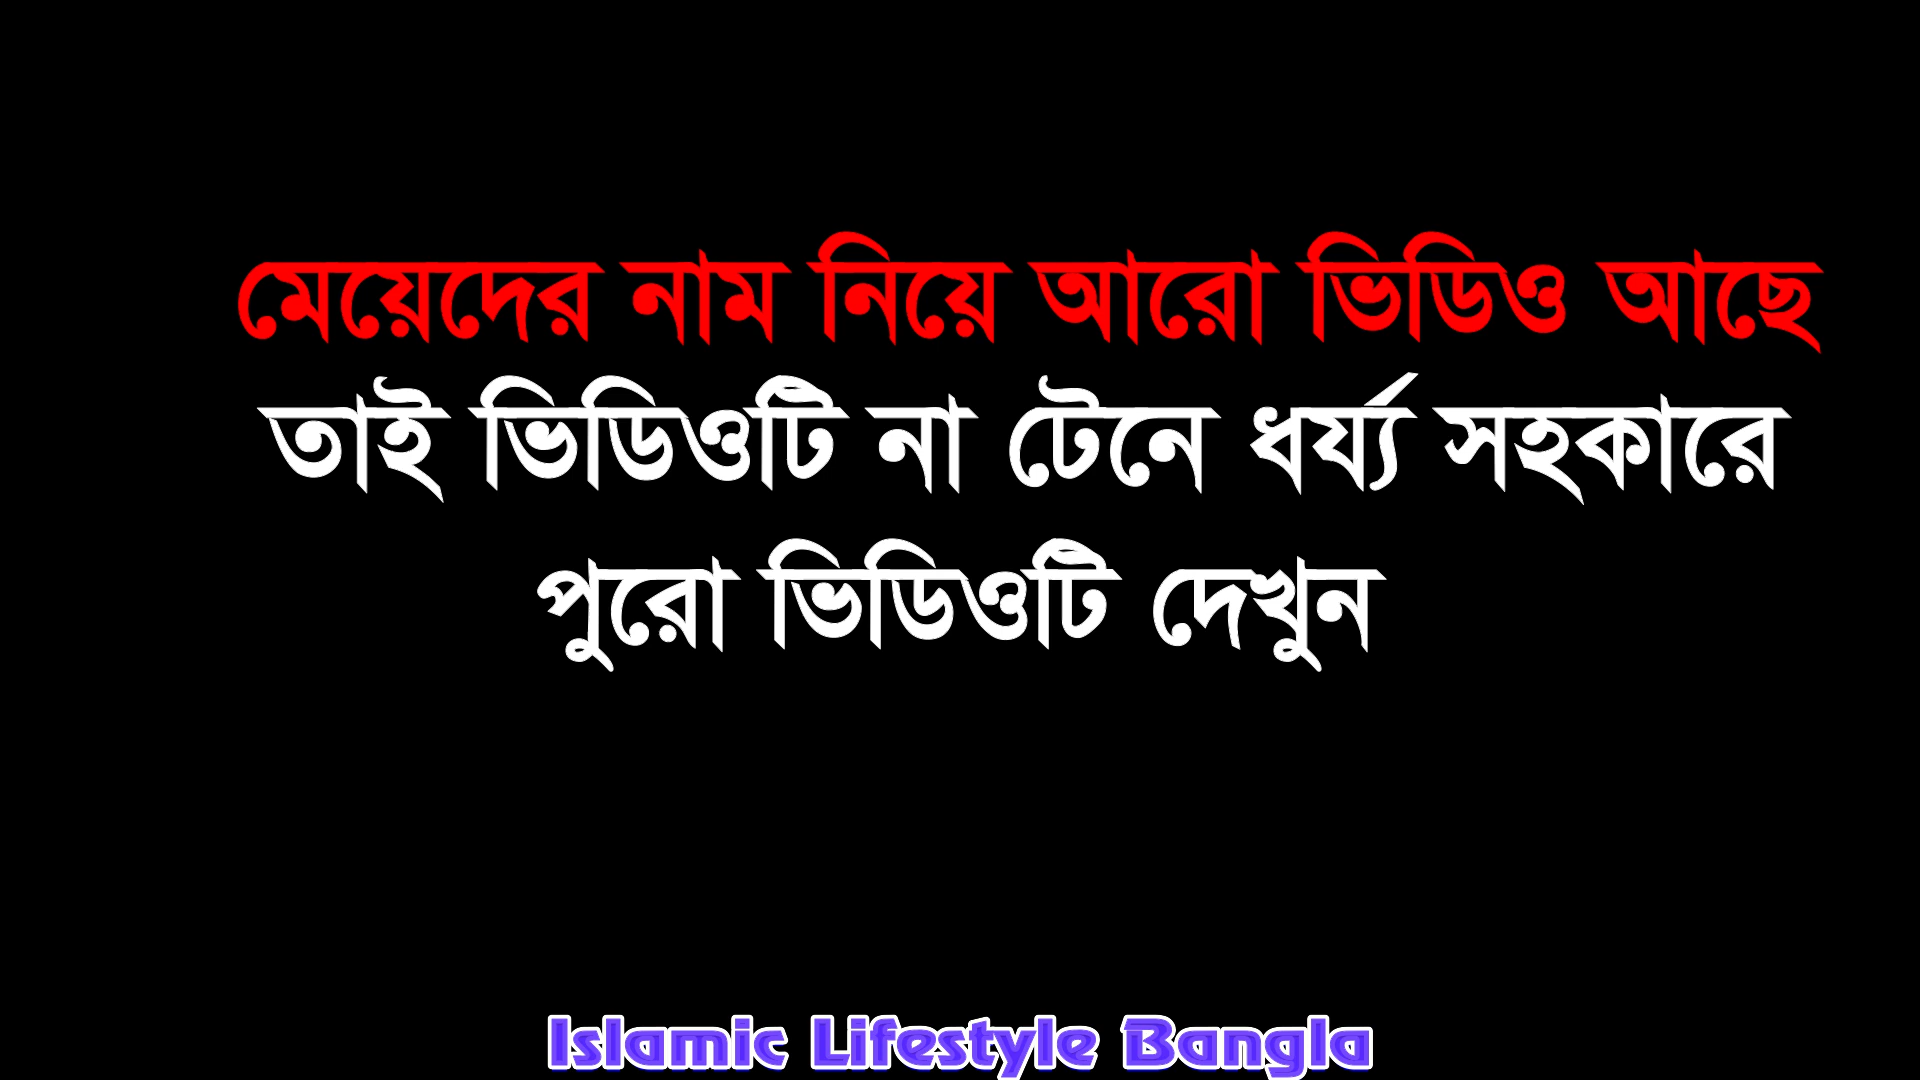 মেয়েদের নাম নিয়ে আরো ভিডিও আছে
তাই ভিডিওটি না টেনে ধর্য্য সহকারে
পুরো ভিডিওটি দেখুন
Islamic Lifestyle Bangla